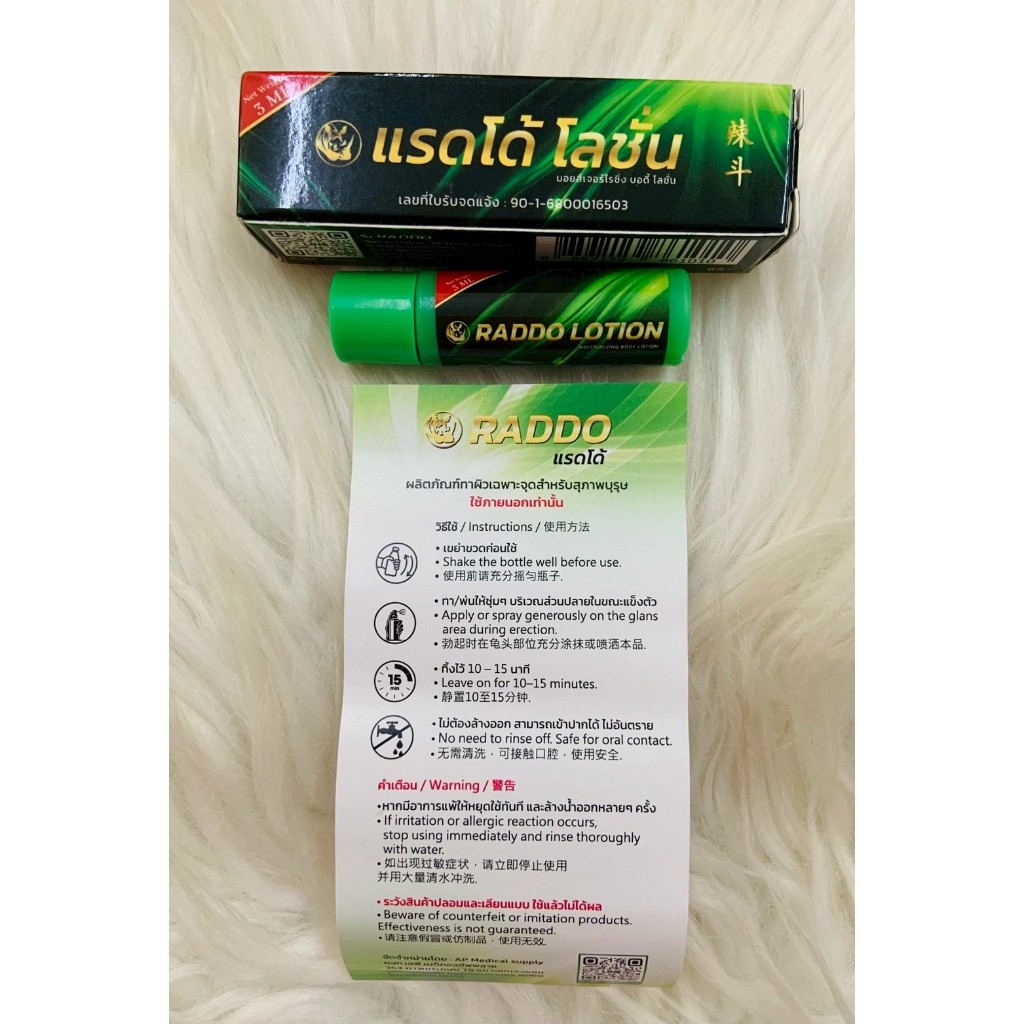 Net Weight
3 ML
แรดโด้ โลชั่น
มอยส์เจอร์ไรซิ่ง บอดี้ โลชั่น
辣斗
เลขที่ใบรับจดแจ้ง : 90-1-6800016503
RADDO
3 ML
RADDO LOTION
MOISTURIZING BODY LOTION
RADDO
แรดโด้
ผลิตภัณฑ์ทาผิวเฉพาะจุดสำหรับสุภาพบุรุษ
ใช้ภายนอกเท่านั้น
วิธีใช้ / Instructions / 使用方法
• เขย่าขวดก่อนใช้
• Shake the bottle well before use.
• 使用前请充分摇匀瓶子.
• ทา/พ่นให้ชุ่มๆ บริเวณส่วนปลายในขณะแข็งตัว
• Apply or spray generously on the glans
area during erection.
• 勃起时在龟头部位充分涂抹或喷洒本品.
15
min
• ทิ้งไว้ 10 – 15 นาที
• Leave on for 10–15 minutes.
• 静置10至15分钟.
• ไม่ต้องล้างออก สามารถเข้าปากได้ ไม่อันตราย
• No need to rinse off. Safe for oral contact.
• 无需清洗，可接触口腔，使用安全.
คำเตือน / Warning / 警告
• หากมีอาการแพ้ให้หยุดใช้ทันที และล้างน้ำออกหลายๆ ครั้ง
• If irritation or allergic reaction occurs,
stop using immediately and rinse thoroughly
with water.
• 如出现过敏症状，请立即停止使用
并用大量清水冲洗.
• ระวังสินค้าปลอมและเลียนแบบ ใช้แล้วไม่ได้ผล
• Beware of counterfeit or imitation products.
Effectiveness is not guaranteed.
• 请注意假冒或仿制品，使用无效.
จัดจำหน่ายโดย : AP Medical supply